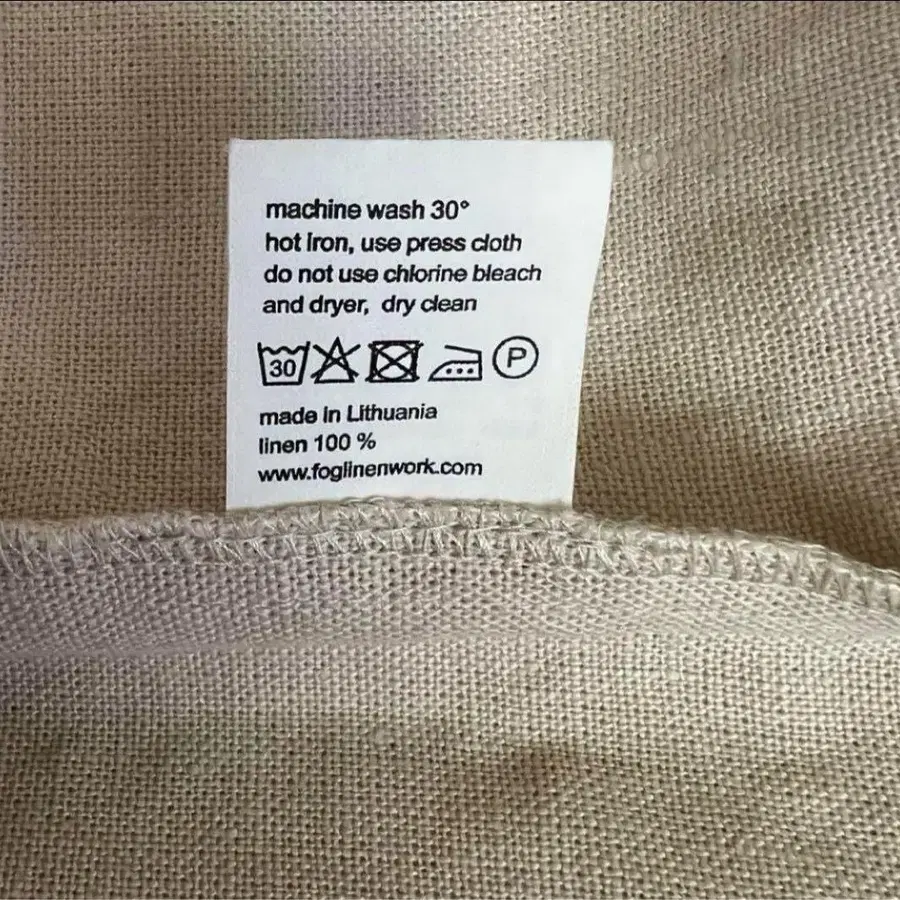 machine wash 30°
hot iron, use press cloth
do not use chlorine bleach
and dryer, dry clean
30 P
made in Lithuania
linen 100 %
www.foglinenwork.com